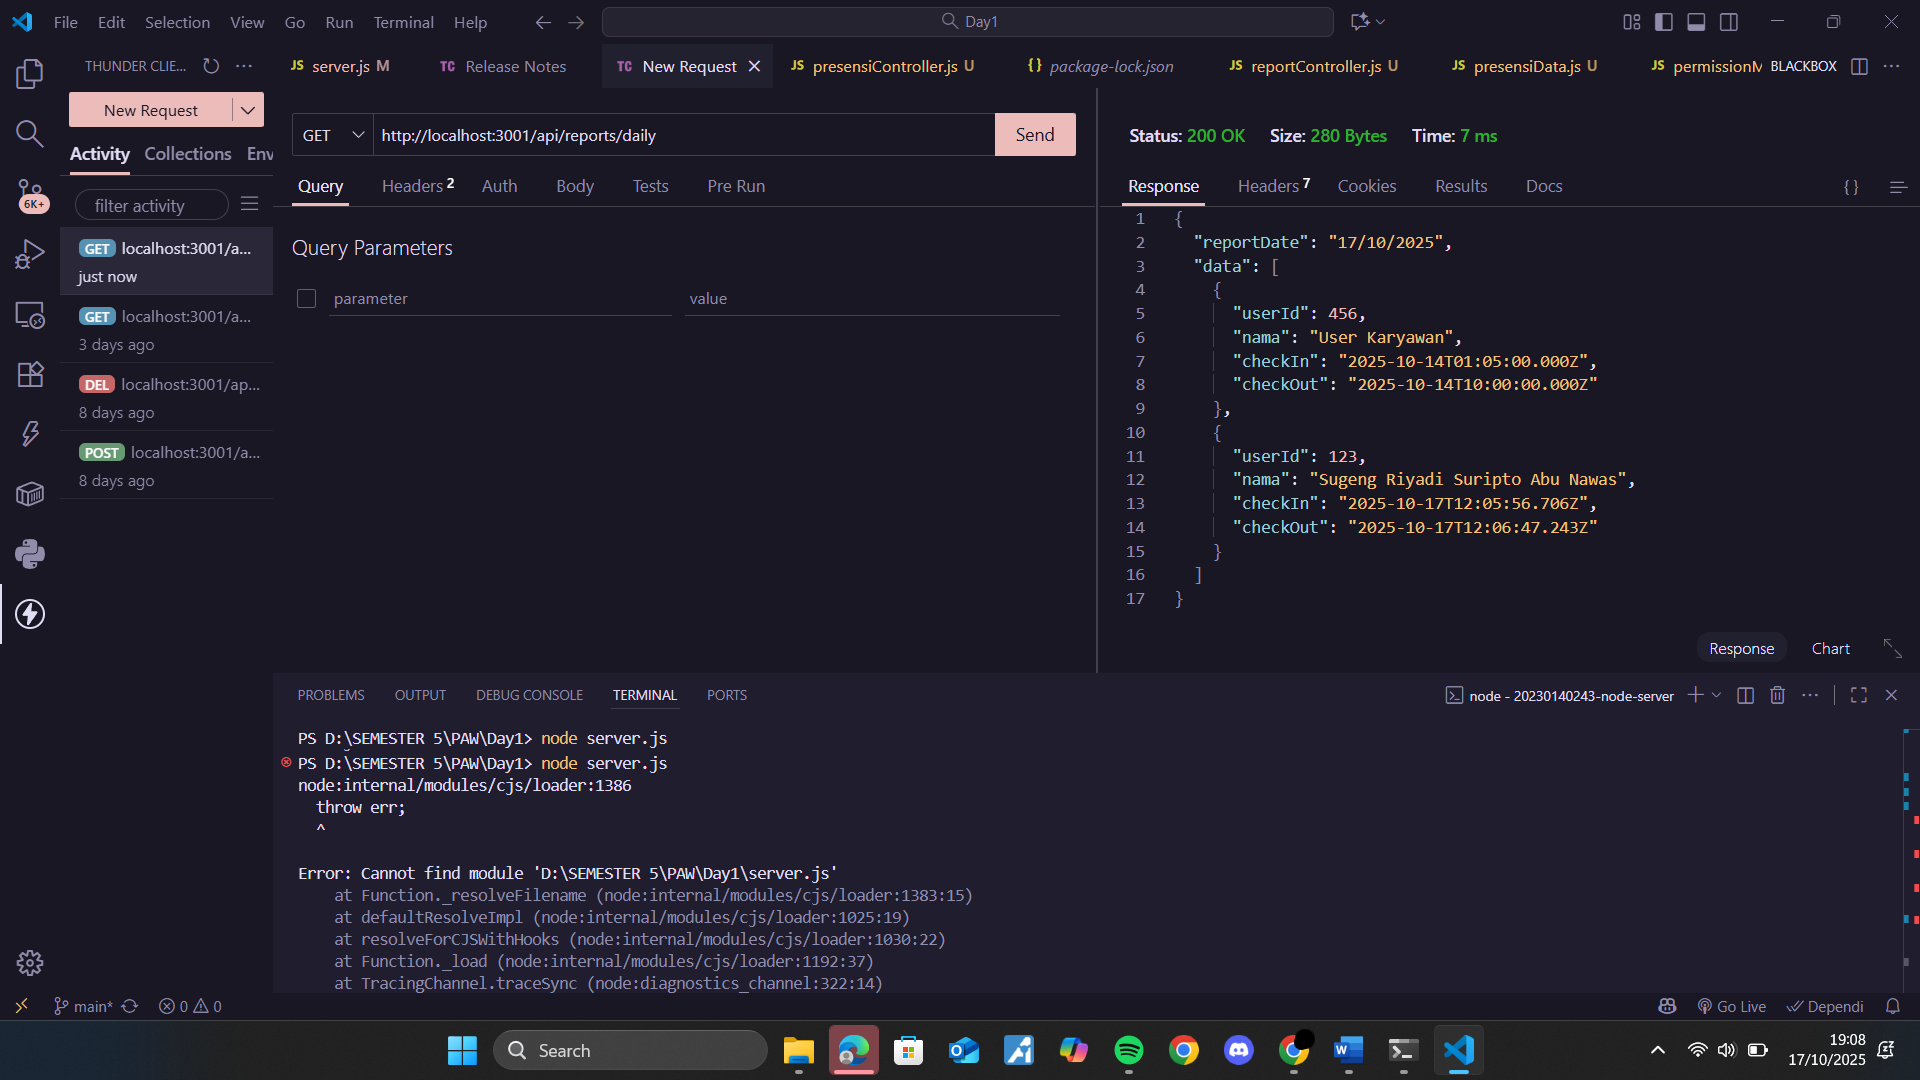 File Edit Selection View Go Run Terminal Help
Day1
THUNDER CLIE...
JS server.js M
TC Release Notes
TC New Request
JS presensiController.js U
{} package-lock.json
JS reportController.js U
JS presensiData.js U
JS permissionM
BLACKBOX
New Request
Activity Collections Env
filter activity
GET localhost:3001/a...
just now
GET localhost:3001/a...
3 days ago
DEL localhost:3001/ap...
8 days ago
POST localhost:3001/a...
8 days ago
6K+
GET http://localhost:3001/api/reports/daily Send
Query Headers 2 Auth Body Tests Pre Run
Query Parameters
parameter value
Status: 200 OK Size: 280 Bytes Time: 7 ms
Response Headers 7 Cookies Results Docs {}
1 {
2 "reportDate": "17/10/2025",
3 "data": [
4 {
5 "userId": 456,
6 "nama": "User Karyawan",
7 "checkIn": "2025-10-14T01:05:00.000Z",
8 "checkOut": "2025-10-14T10:00:00.000Z"
9 },
10 {
11 "userId": 123,
12 "nama": "Sugeng Riyadi Suripto Abu Nawas",
13 "checkIn": "2025-10-17T12:05:56.706Z",
14 "checkOut": "2025-10-17T12:06:47.243Z"
15 }
16 ]
17 }
Response Chart
PROBLEMS OUTPUT DEBUG CONSOLE TERMINAL PORTS
node - 20230140243-node-server
PS D:\SEMESTER 5\PAW\Day1> node server.js
PS D:\SEMESTER 5\PAW\Day1> node server.js
node:internal/modules/cjs/loader:1386
throw err;
^
Error: Cannot find module 'D:\SEMESTER 5\PAW\Day1\server.js'
at Function._resolveFilename (node:internal/modules/cjs/loader:1383:15)
at defaultResolveImpl (node:internal/modules/cjs/loader:1025:19)
at resolveForCJSWithHooks (node:internal/modules/cjs/loader:1030:22)
at Function._load (node:internal/modules/cjs/loader:1192:37)
at TracingChannel.traceSync (node:diagnostics_channel:322:14)
main* 0 0
Go Live Dependi
Search
19:08
17/10/2025